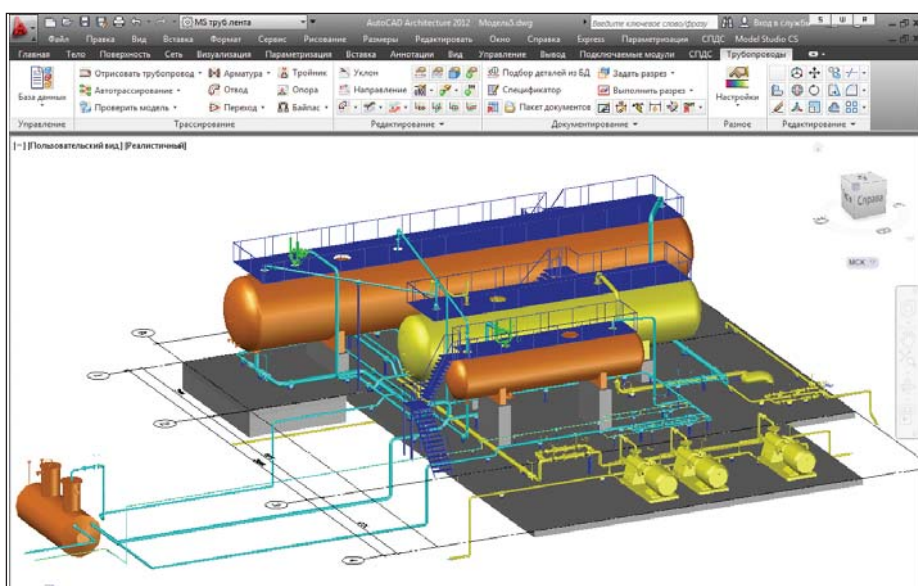 MS труб лента AutoCAD Architecture 2012 Модель5.dwg Введите ключевое слово/фразу Вход в службы S W R
Файл Правка Вид Вставка Формат Сервис Рисование Размеры Редактировать Окно Справка Express Параметризация СПДС Model Studio CS
Главная Тело Поверхность Сеть Визуализация Параметризация Вставка Аннотации Вид Управление Вывод Подключаемые модули СПДС Трубопроводы
Отрисовать трубопровод Арматура Тройник Уклон Подбор деталей из БД Задать разрез
База данных Автотрассирование Отвод Опора Направление Спецификатор Выполнить разрез Настройки
Проверить модель Переход Байпас Пакет документов
Управление Трассирование Редактирование Документирование Разное Редактирование
[−] [Пользовательский вид] [Реалистичный]
Справа
МСК